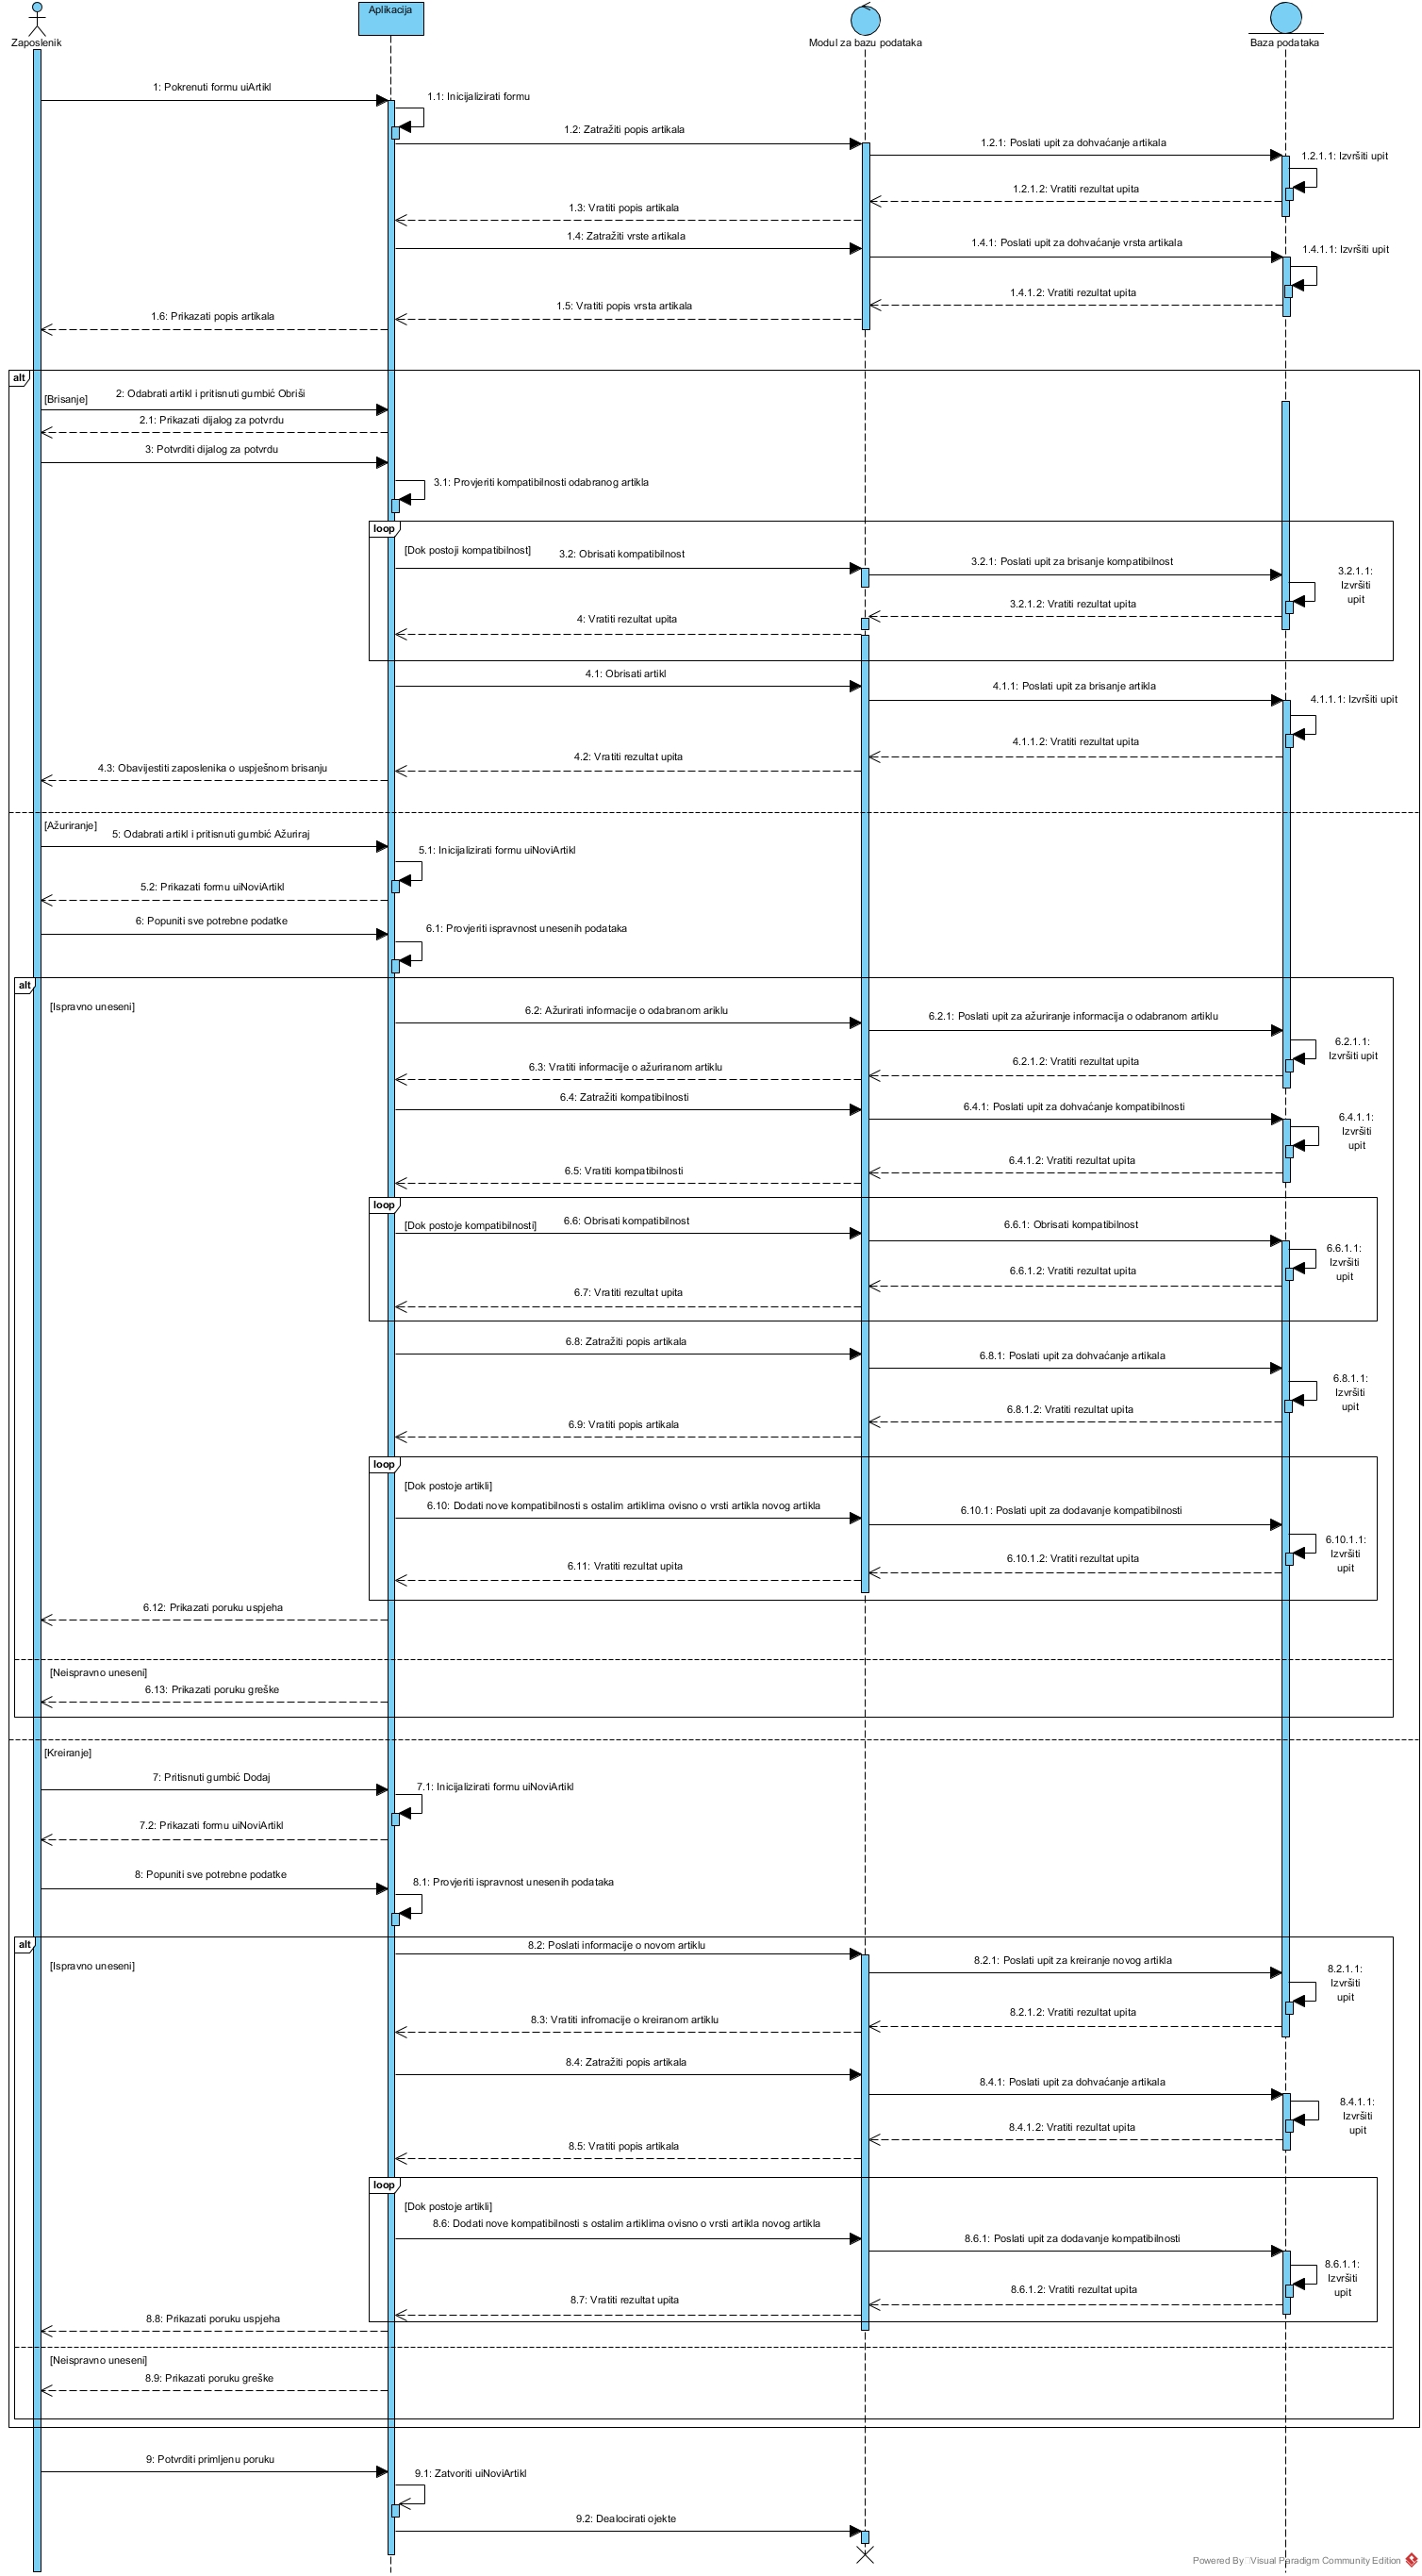 Zaposlenik
Aplikacija
Modul za bazu podataka
Baza podataka
1: Pokrenuti formu uiArtikl
1.1: Inicijalizirati formu
1.2: Zatražiti popis artikala
1.2.1: Poslati upit za dohvaćanje artikala
1.2.1.1: Izvršiti upit
1.2.1.2: Vratiti rezultat upita
1.3: Vratiti popis artikala
1.4: Zatražiti vrste artikala
1.4.1: Poslati upit za dohvaćanje vrsta artikala
1.4.1.1: Izvršiti upit
1.4.1.2: Vratiti rezultat upita
1.5: Vratiti popis vrsta artikala
1.6: Prikazati popis artikala
alt
[Brisanje]
2: Odabrati artikl i pritisnuti gumbić Obriši
2.1: Prikazati dijalog za potvrdu
3: Potvrditi dijalog za potvrdu
3.1: Provjeriti kompatibilnosti odabranog artikla
loop
[Dok postoji kompatibilnost]
3.2: Obrisati kompatibilnost
3.2.1: Poslati upit za brisanje kompatibilnost
3.2.1.1:
Izvršiti
upit
3.2.1.2: Vratiti rezultat upita
4: Vratiti rezultat upita
4.1: Obrisati artikl
4.1.1: Poslati upit za brisanje artikla
4.1.1.1: Izvršiti upit
4.1.1.2: Vratiti rezultat upita
4.2: Vratiti rezultat upita
4.3: Obavijestiti zaposlenika o uspješnom brisanju
[Ažuriranje]
5: Odabrati artikl i pritisnuti gumbić Ažuriraj
5.1: Inicijalizirati formu uiNoviArtikl
5.2: Prikazati formu uiNoviArtikl
6: Popuniti sve potrebne podatke
6.1: Provjeriti ispravnost unesenih podataka
alt
[Ispravno uneseni]
6.2: Ažurirati informacije o odabranom ariklu
6.2.1: Poslati upit za ažuriranje informacija o odabranom artiklu
6.2.1.1:
Izvršiti upit
6.2.1.2: Vratiti rezultat upita
6.3: Vratiti informacije o ažuriranom artiklu
6.4: Zatražiti kompatibilnosti
6.4.1: Poslati upit za dohvaćanje kompatibilnosti
6.4.1.1:
Izvršiti
upit
6.4.1.2: Vratiti rezultat upita
6.5: Vratiti kompatibilnosti
loop
[Dok postoje kompatibilnosti]
6.6: Obrisati kompatibilnost
6.6.1: Obrisati kompatibilnost
6.6.1.1:
Izvršiti
upit
6.6.1.2: Vratiti rezultat upita
6.7: Vratiti rezultat upita
6.8: Zatražiti popis artikala
6.8.1: Poslati upit za dohvaćanje artikala
6.8.1.1:
Izvršiti
upit
6.8.1.2: Vratiti rezultat upita
6.9: Vratiti popis artikala
loop
[Dok postoje artikli]
6.10: Dodati nove kompatibilnosti s ostalim artiklima ovisno o vrsti artikla novog artikla
6.10.1: Poslati upit za dodavanje kompatibilnosti
6.10.1.1:
Izvršiti
upit
6.10.1.2: Vratiti rezultat upita
6.11: Vratiti rezultat upita
6.12: Prikazati poruku uspjeha
[Neispravno uneseni]
6.13: Prikazati poruku greške
[Kreiranje]
7: Pritisnuti gumbić Dodaj
7.1: Inicijalizirati formu uiNoviArtikl
7.2: Prikazati formu uiNoviArtikl
8: Popuniti sve potrebne podatke
8.1: Provjeriti ispravnost unesenih podataka
alt
[Ispravno uneseni]
8.2: Poslati informacije o novom artiklu
8.2.1: Poslati upit za kreiranje novog artikla
8.2.1.1:
Izvršiti
upit
8.2.1.2: Vratiti rezultat upita
8.3: Vratiti infromacije o kreiranom artiklu
8.4: Zatražiti popis artikala
8.4.1: Poslati upit za dohvaćanje artikala
8.4.1.1:
Izvršiti
upit
8.4.1.2: Vratiti rezultat upita
8.5: Vratiti popis artikala
loop
[Dok postoje artikli]
8.6: Dodati nove kompatibilnosti s ostalim artiklima ovisno o vrsti artikla novog artikla
8.6.1: Poslati upit za dodavanje kompatibilnosti
8.6.1.1:
Izvršiti
upit
8.6.1.2: Vratiti rezultat upita
8.7: Vratiti rezultat upita
8.8: Prikazati poruku uspjeha
[Neispravno uneseni]
8.9: Prikazati poruku greške
9: Potvrditi primljenu poruku
9.1: Zatvoriti uiNoviArtikl
9.2: Dealocirati ojekte
Powered By Visual Paradigm Community Edition